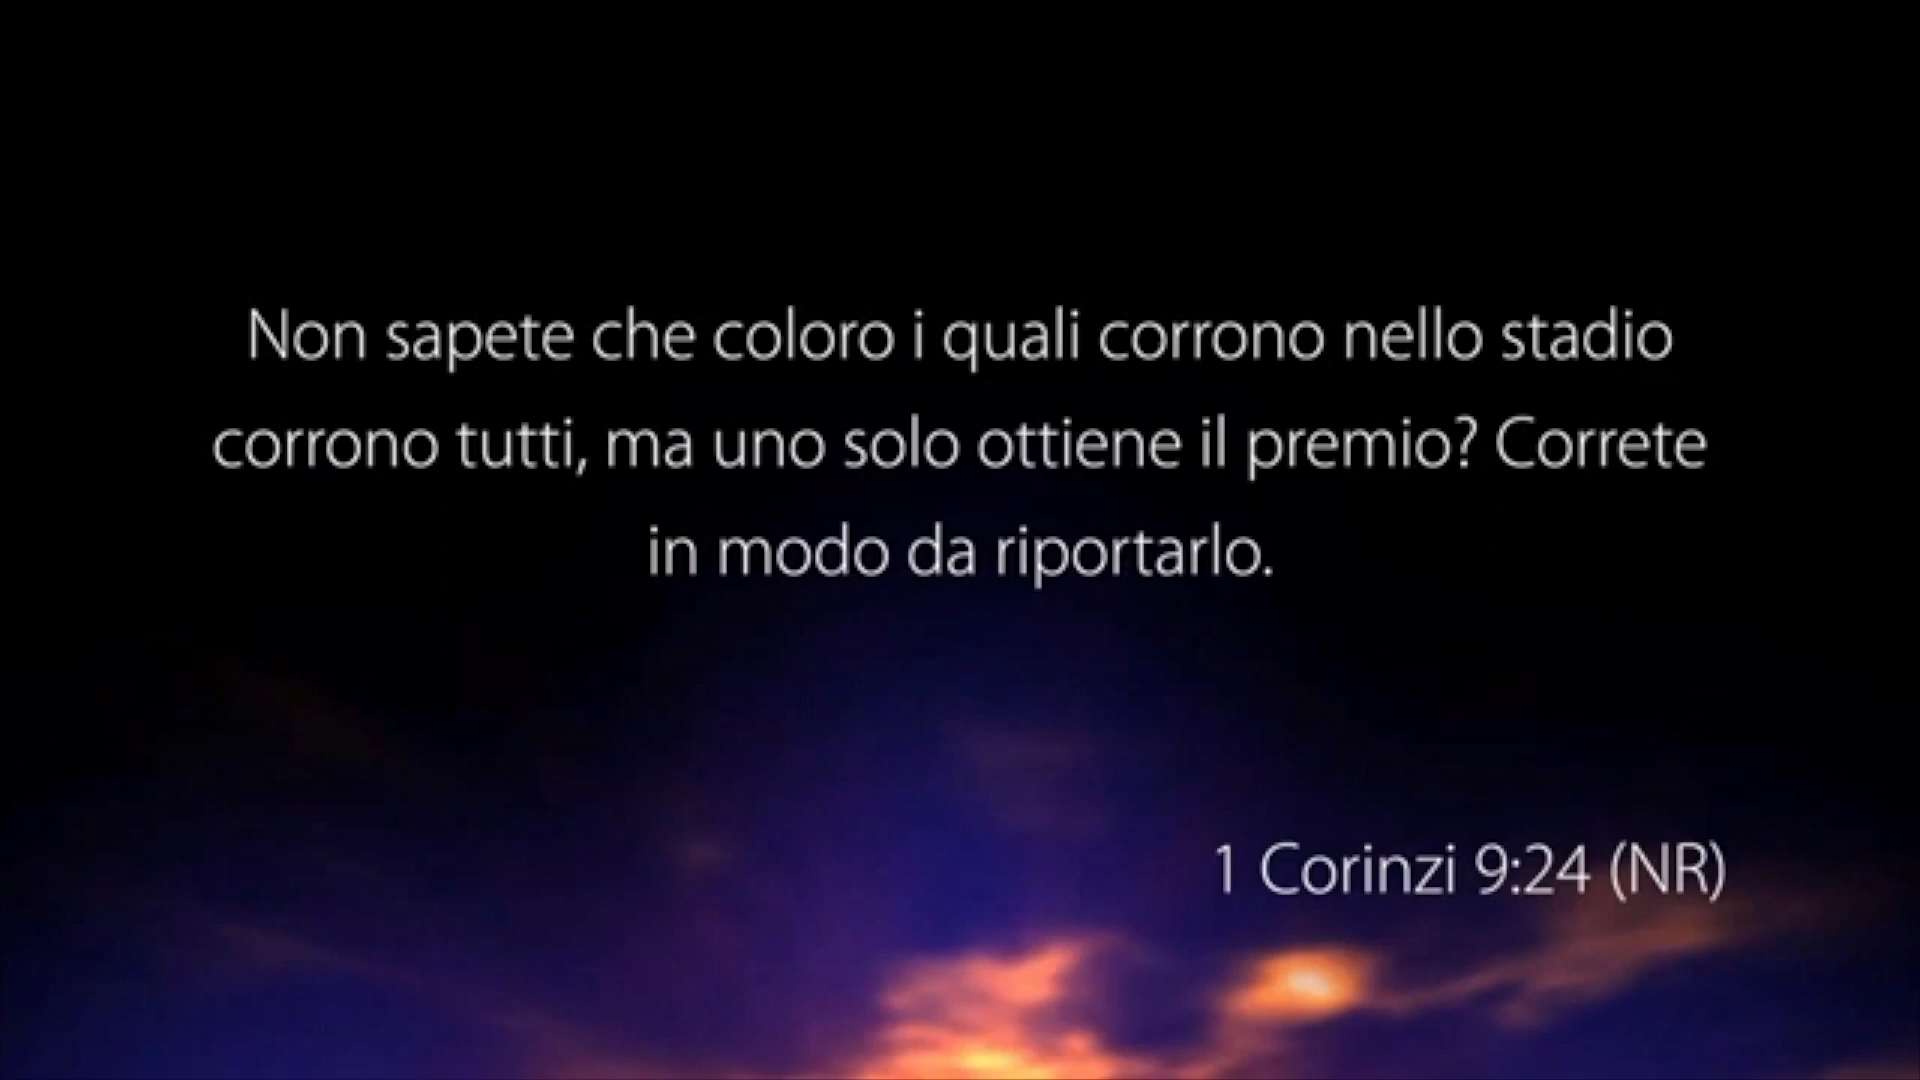 Non sapete che coloro i quali corrono nello stadio
corrono tutti, ma uno solo ottiene il premio? Correte
in modo da riportarlo.
1 Corinzi 9:24 (NR)